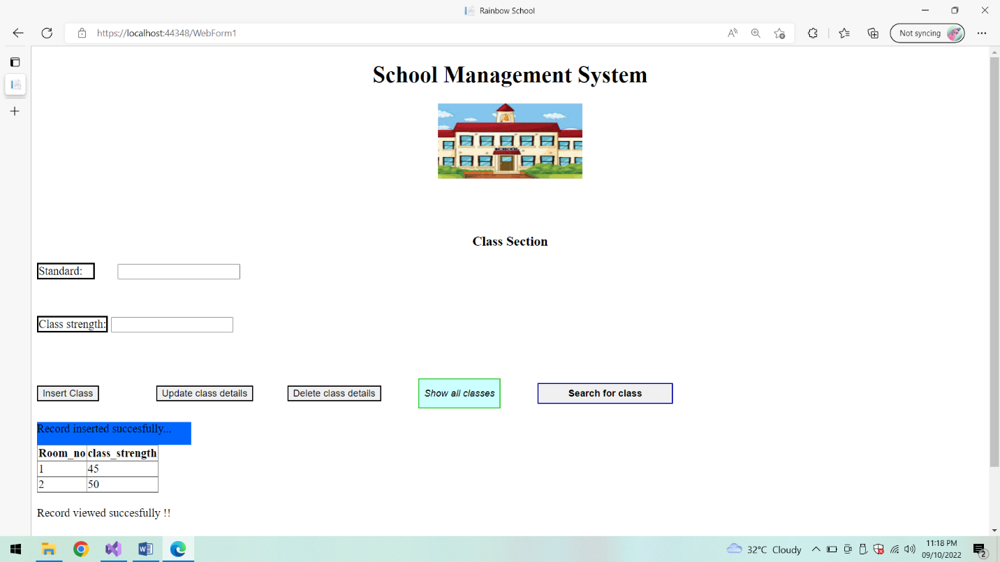 Rainbow School
https://localhost:44348/WebForm1
Not syncing
School Management System
SCHOOL
Class Section
Standard:
Class strength:
Insert Class Update class details Delete class details Show all classes Search for class
Record inserted succesfully...
Room_no class_strength
1 45
2 50
Record viewed succesfully !!
32°C Cloudy
11:18 PM
09/10/2022
2